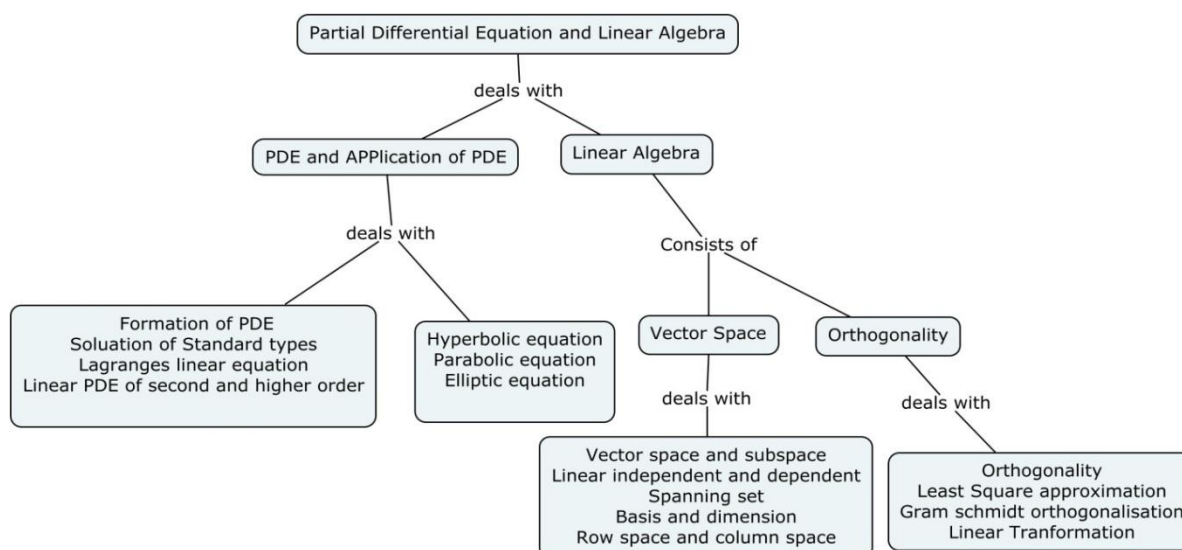 Partial Differential Equation and Linear Algebra
deals with
PDE and APPlication of PDE
Linear Algebra
deals with
Consists of
Formation of PDE
Soluation of Standard types
Lagranges linear equation
Linear PDE of second and higher order
Hyperbolic equation
Parabolic equation
Elliptic equation
Vector Space
Orthogonality
deals with
deals with
Vector space and subspace
Linear independent and dependent
Spanning set
Basis and dimension
Row space and column space
Orthogonality
Least Square approximation
Gram schmidt orthogonalisation
Linear Tranformation